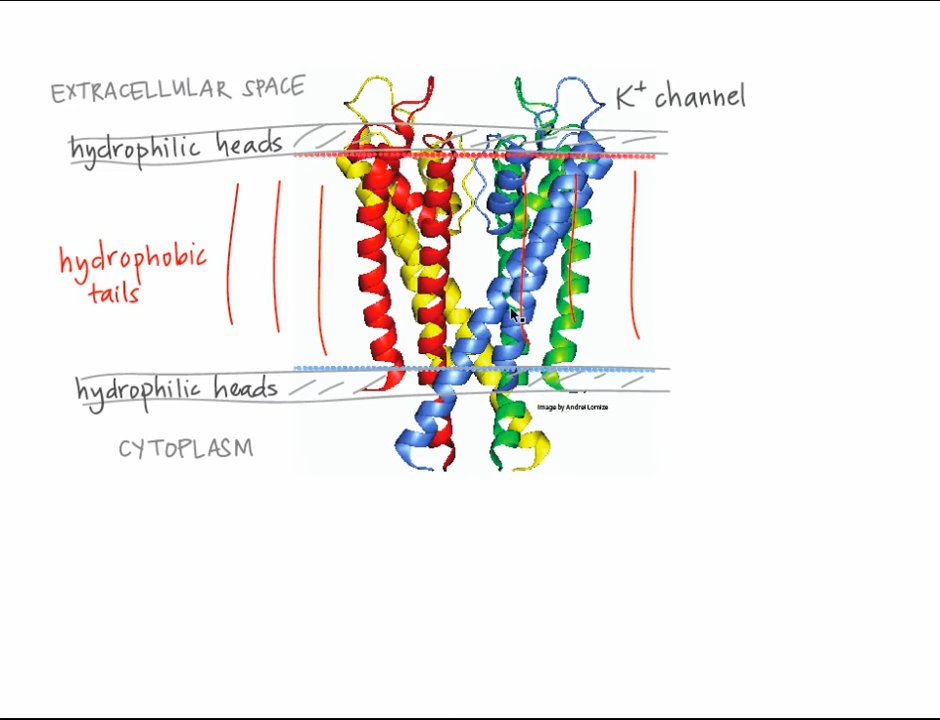 EXTRACELLULAR SPACE
K+ channel
hydrophilic heads
hydrophobic
tails
hydrophilic heads
Image by Andrei Lomize
CYTOPLASM